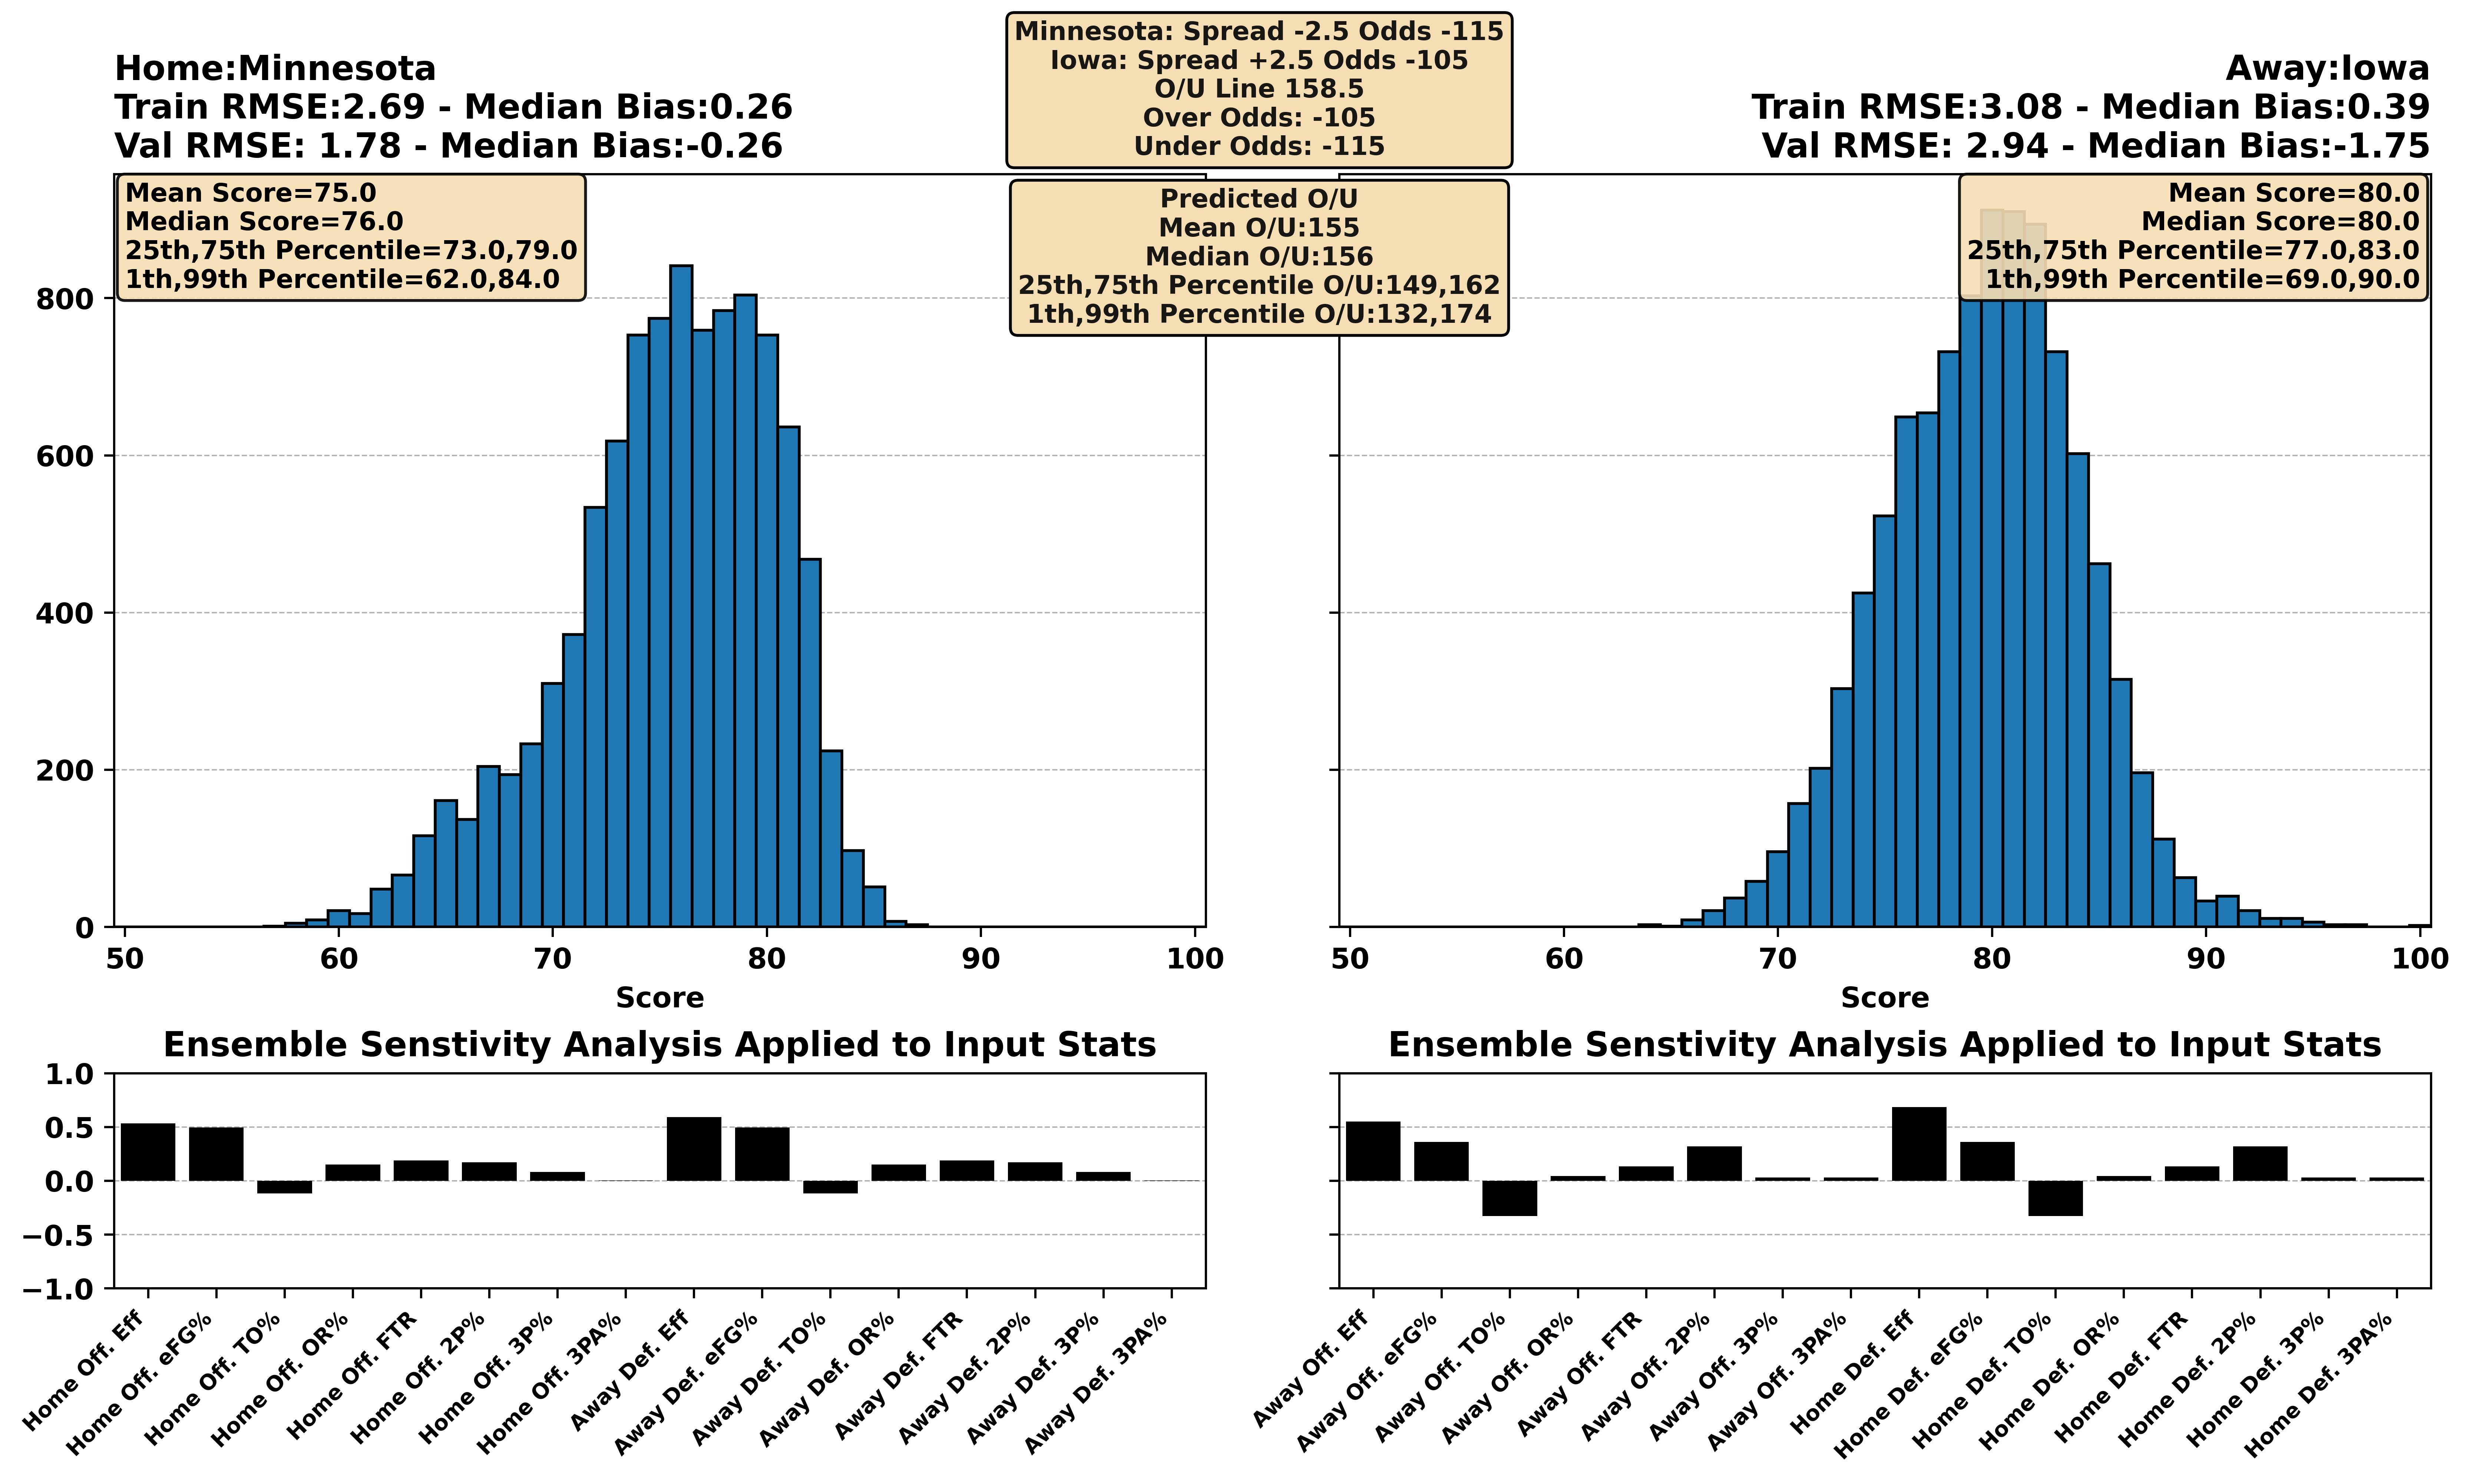 Minnesota: Spread -2.5 Odds -115
Iowa: Spread +2.5 Odds -105
O/U Line 158.5
Over Odds: -105
Under Odds: -115
Home:Minnesota
Train RMSE:2.69 - Median Bias:0.26
Val RMSE: 1.78 - Median Bias:-0.26
Away:Iowa
Train RMSE:3.08 - Median Bias:0.39
Val RMSE: 2.94 - Median Bias:-1.75
Mean Score=75.0
Median Score=76.0
25th,75th Percentile=73.0,79.0
1th,99th Percentile=62.0,84.0
Predicted O/U
Mean O/U:155
Median O/U:156
25th,75th Percentile O/U:149,162
1th,99th Percentile O/U:132,174
Mean Score=80.0
Median Score=80.0
25th,75th Percentile=77.0,83.0
1th,99th Percentile=69.0,90.0
800
600
400
200
0
50 60 70 80 90 100
Score
50 60 70 80 90 100
Score
Ensemble Senstivity Analysis Applied to Input Stats
1.0
0.5
0.0
−0.5
−1.0
Home Off. Eff
Home Off. eFG%
Home Off. TO%
Home Off. OR%
Home Off. FTR
Home Off. 2P%
Home Off. 3P%
Home Off. 3PA%
Away Def. Eff
Away Def. eFG%
Away Def. TO%
Away Def. OR%
Away Def. FTR
Away Def. 2P%
Away Def. 3P%
Away Def. 3PA%
Ensemble Senstivity Analysis Applied to Input Stats
Away Off. Eff
Away Off. eFG%
Away Off. TO%
Away Off. OR%
Away Off. FTR
Away Off. 2P%
Away Off. 3P%
Away Off. 3PA%
Home Def. Eff
Home Def. eFG%
Home Def. TO%
Home Def. OR%
Home Def. FTR
Home Def. 2P%
Home Def. 3P%
Home Def. 3PA%